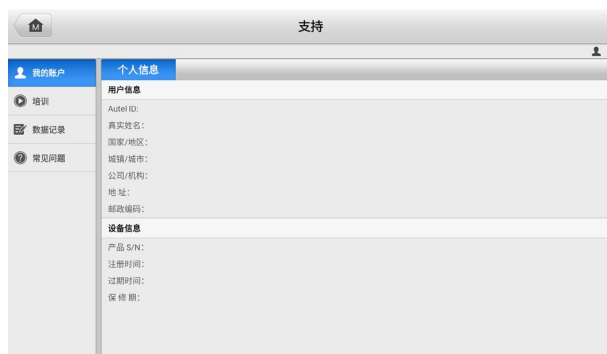 M
支持
我的账户
个人信息
用户信息
培训
Autel ID:
真实姓名：
数据记录
国家/地区：
城镇/城市：
常见问题
公司/机构：
地 址：
邮政编码：
设备信息
产品 S/N：
注册时间：
过期时间：
保 修 期：